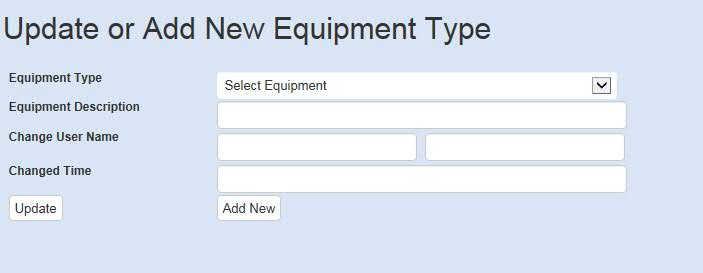 Update or Add New Equipment Type
Equipment Type
Select Equipment
Equipment Description
Change User Name
Changed Time
Update
Add New